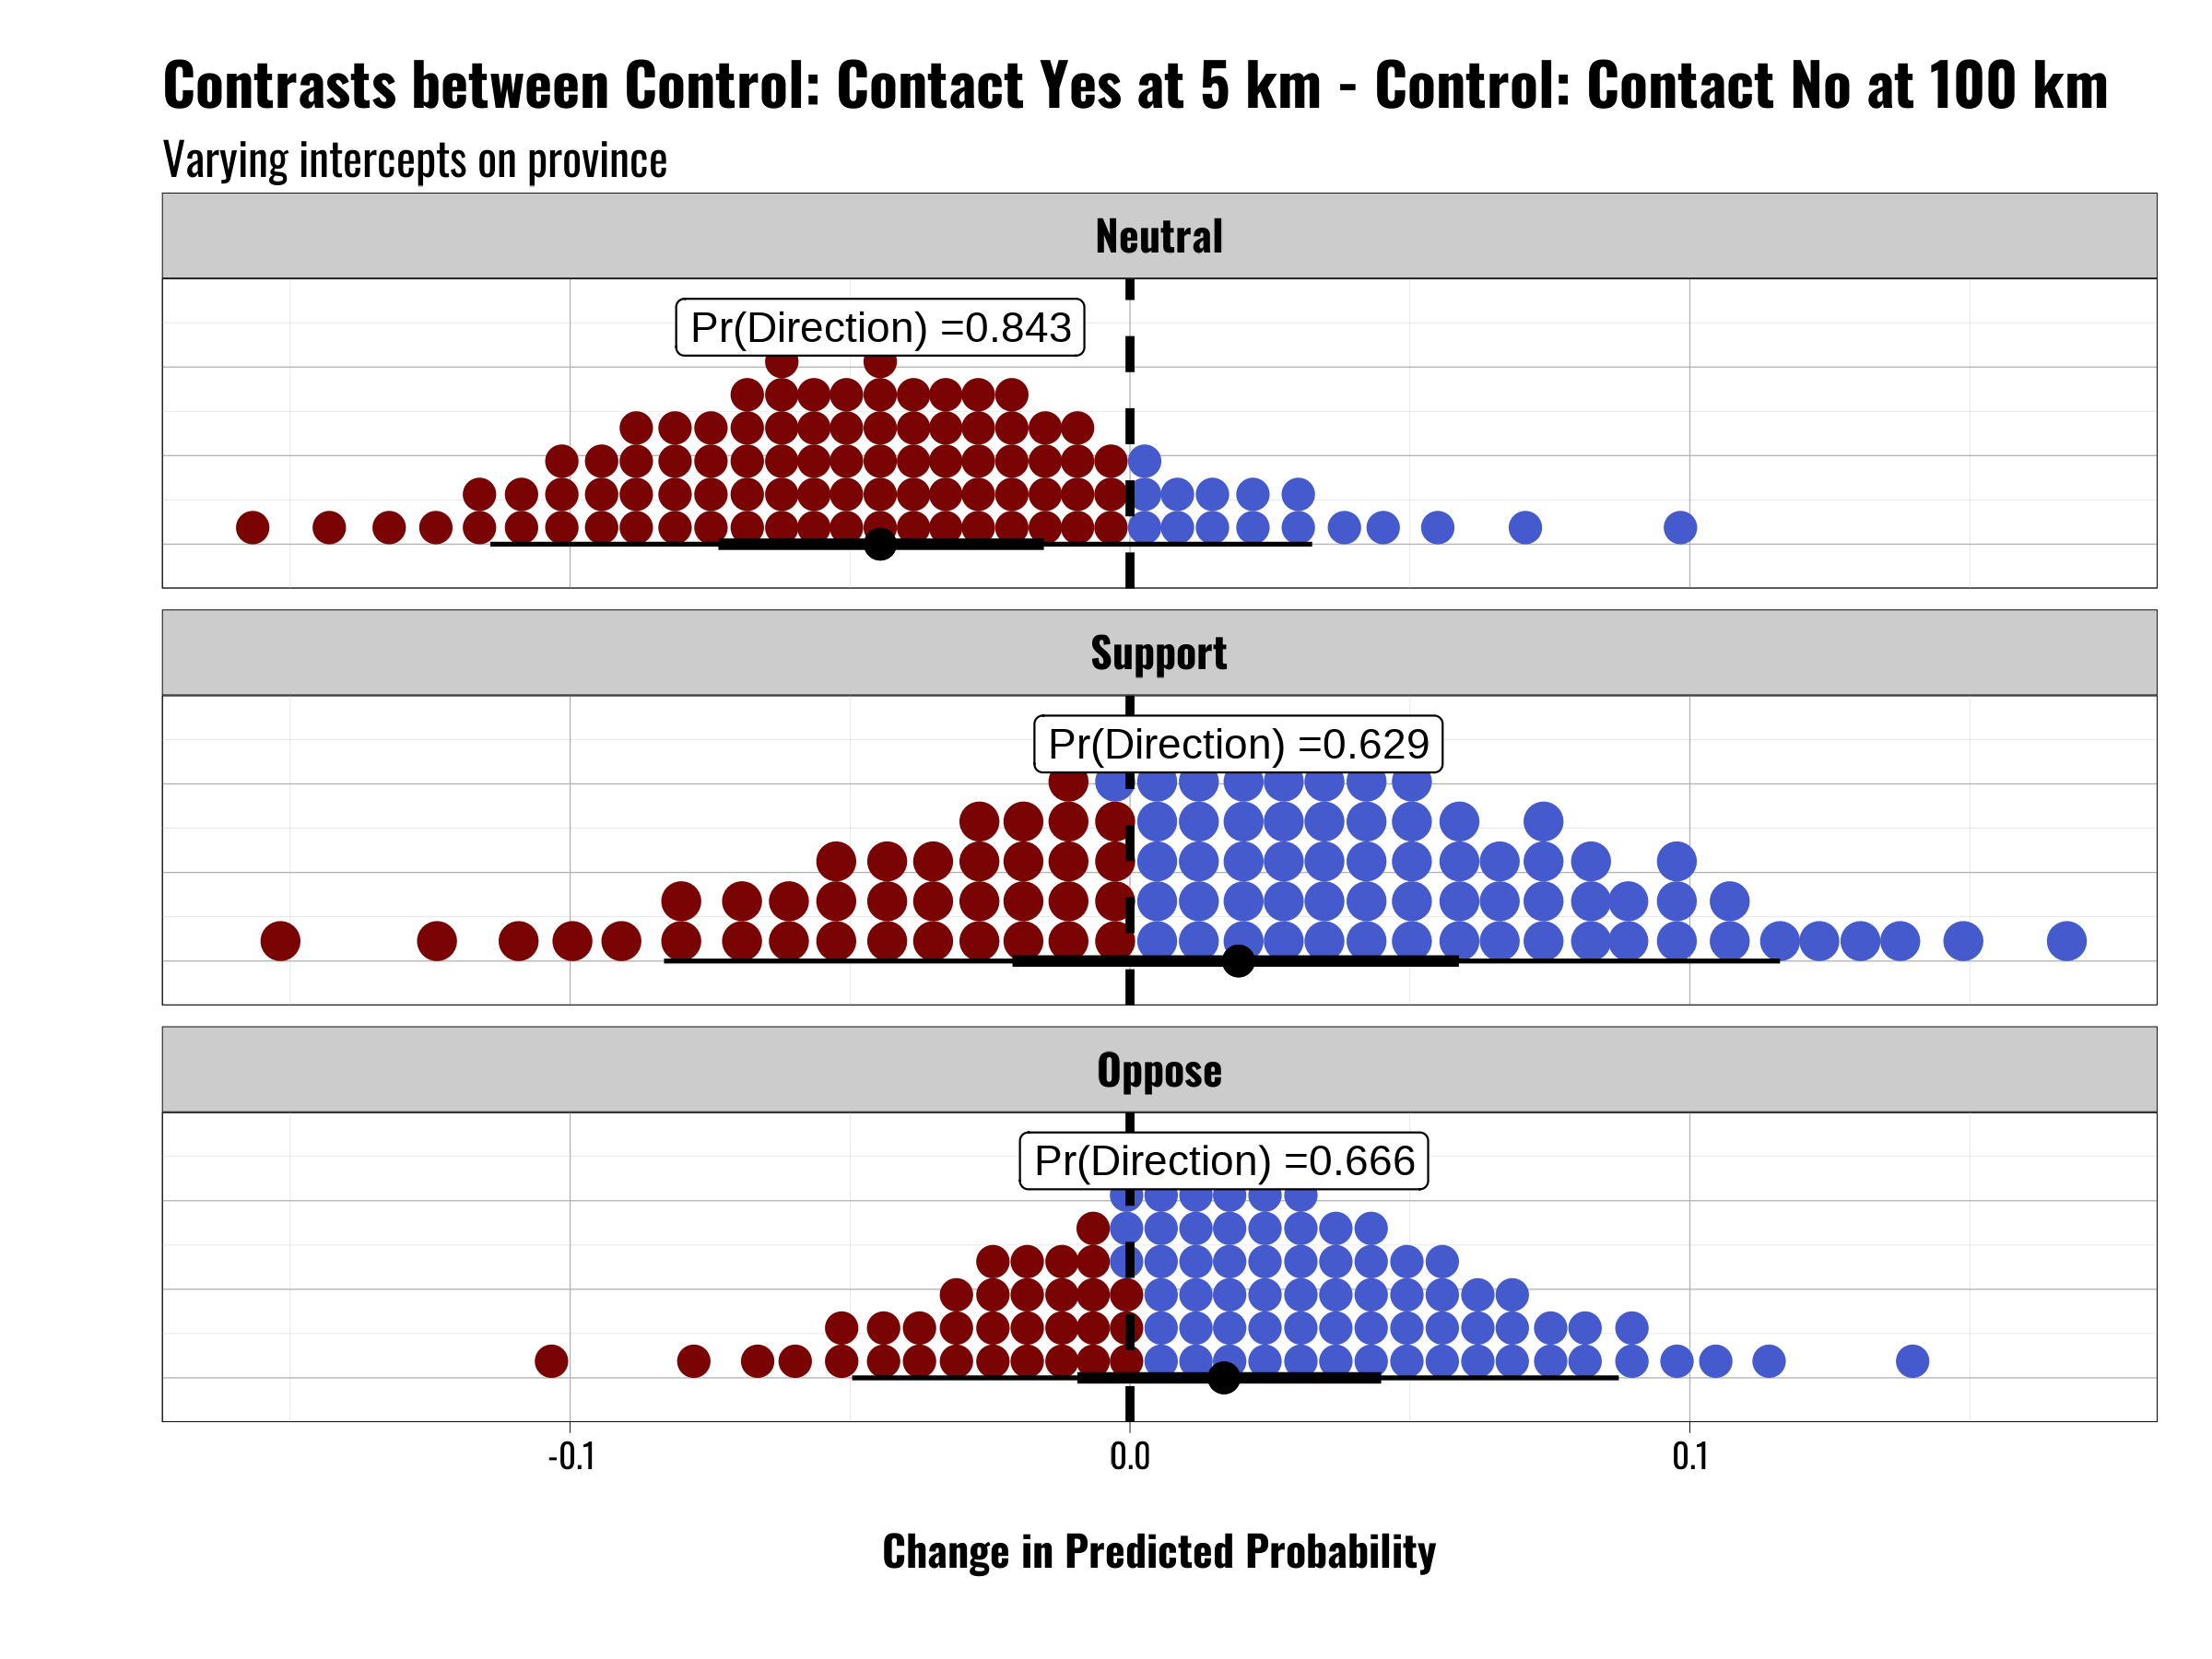 Contrasts between Control: Contact Yes at 5 km - Control: Contact No at 100 km
Varying intercepts on province
Neutral
Pr(Direction) =0.843
Support
Pr(Direction) =0.629
Oppose
Pr(Direction) =0.666
-0.1 0.0 0.1
Change in Predicted Probability